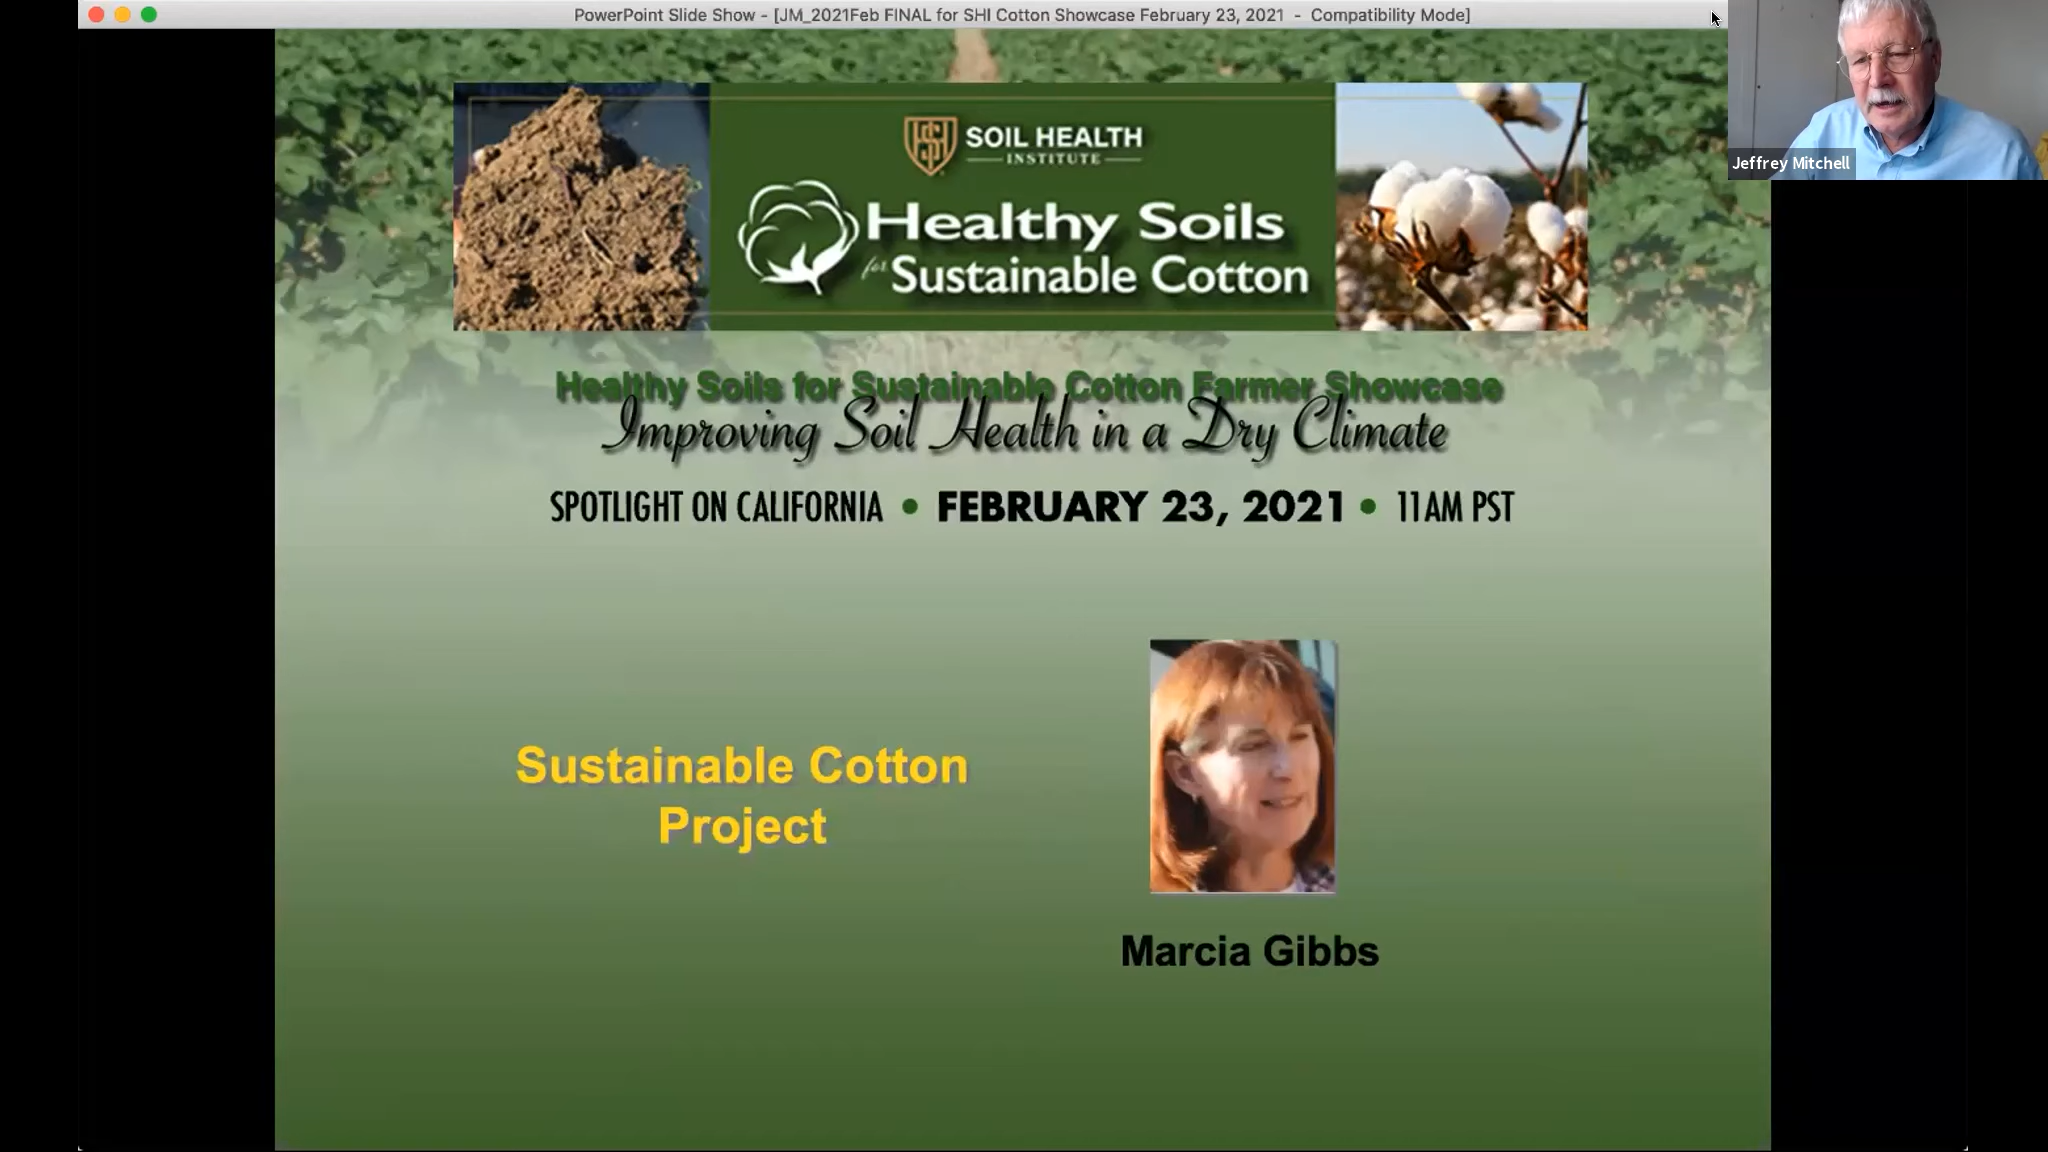 PowerPoint Slide Show - [JM_2021Feb FINAL for SHI Cotton Showcase February 23, 2021 - Compatibility Mode]
Jeffrey Mitchell
SOIL HEALTH
INSTITUTE
Healthy Soils
for Sustainable Cotton
Healthy Soils for Sustainable Cotton Farmer Showcase
Improving Soil Health in a Dry Climate
SPOTLIGHT ON CALIFORNIA • FEBRUARY 23, 2021 • 11AM PST
Sustainable Cotton
Project
Marcia Gibbs